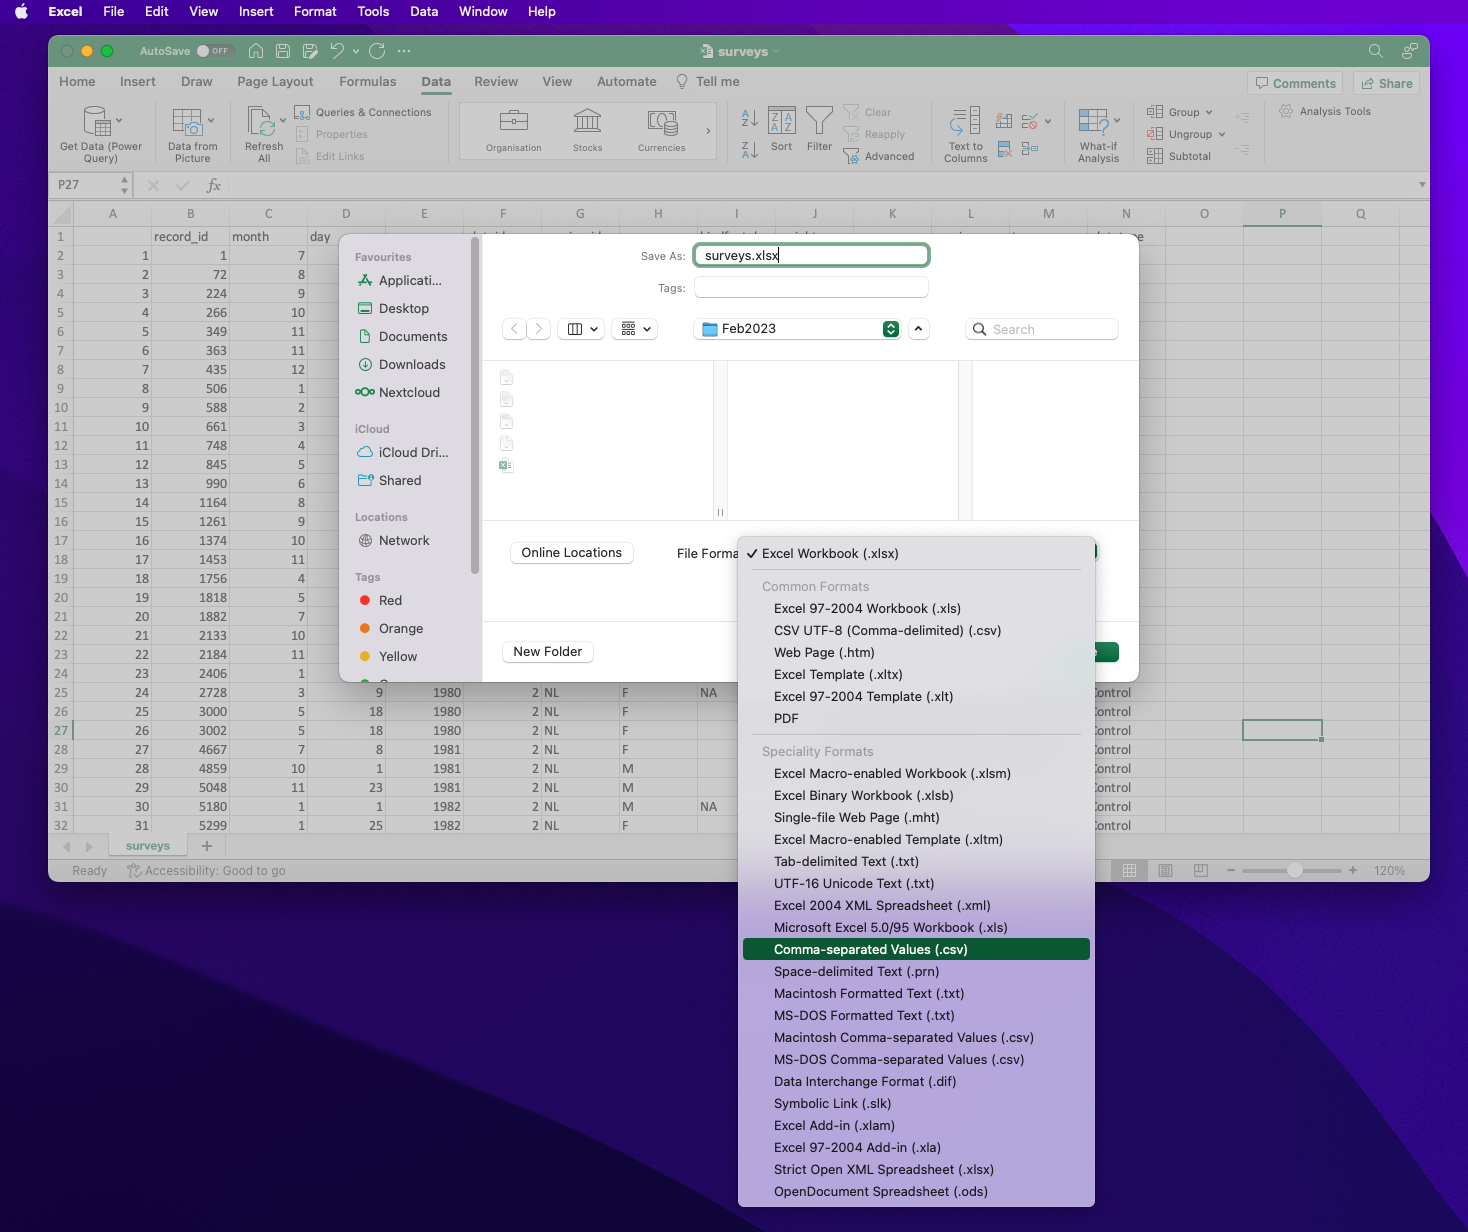 Excel File Edit View Insert Format Tools Data Window Help
AutoSave OFF surveys
Home Insert Draw Page Layout Formulas Data Review View Automate Tell me Comments Share
Get Data (Power Query)
Data from Picture
Refresh All
Queries & Connections
Properties
Edit Links
Organisation Stocks Currencies
Sort Filter
Clear
Reapply
Advanced
Text to Columns
What-if Analysis
Group
Ungroup
Subtotal
Analysis Tools
P27 fx
A B C D E F G H I J K L M N O P Q
1 record_id month day
2 1 1 7
3 2 72 8
4 3 224 9
5 4 266 10
6 5 349 11
7 6 363 11
8 7 435 12
9 8 506 1
10 9 588 2
11 10 661 3
12 11 748 4
13 12 845 5
14 13 990 6
15 14 1164 8
16 15 1261 9
17 16 1374 10
18 17 1453 11
19 18 1756 4
20 19 1818 5
21 20 1882 7
22 21 2133 10
23 22 2184 11
24 23 2406 1
25 24 2728 3 9 1980 2 NL F NA Control
26 25 3000 5 18 1980 2 NL F Control
27 26 3002 5 18 1980 2 NL F Control
28 27 4667 7 8 1981 2 NL F Control
29 28 4859 10 1 1981 2 NL M Control
30 29 5048 11 23 1981 2 NL M Control
31 30 5180 1 1 1982 2 NL M NA Control
32 31 5299 1 25 1982 2 NL F Control
surveys +
Ready Accessibility: Good to go 120%
Favourites
Applicati...
Desktop
Documents
Downloads
Nextcloud
iCloud
iCloud Dri...
Shared
Locations
Network
Tags
Red
Orange
Yellow
Save As: surveys.xlsx
Tags:
Feb2023
Search
Online Locations
File Forma
New Folder
✓ Excel Workbook (.xlsx)
Common Formats
Excel 97-2004 Workbook (.xls)
CSV UTF-8 (Comma-delimited) (.csv)
Web Page (.htm)
Excel Template (.xltx)
Excel 97-2004 Template (.xlt)
PDF
Speciality Formats
Excel Macro-enabled Workbook (.xlsm)
Excel Binary Workbook (.xlsb)
Single-file Web Page (.mht)
Excel Macro-enabled Template (.xltm)
Tab-delimited Text (.txt)
UTF-16 Unicode Text (.txt)
Excel 2004 XML Spreadsheet (.xml)
Microsoft Excel 5.0/95 Workbook (.xls)
Comma-separated Values (.csv)
Space-delimited Text (.prn)
Macintosh Formatted Text (.txt)
MS-DOS Formatted Text (.txt)
Macintosh Comma-separated Values (.csv)
MS-DOS Comma-separated Values (.csv)
Data Interchange Format (.dif)
Symbolic Link (.slk)
Excel Add-in (.xlam)
Excel 97-2004 Add-in (.xla)
Strict Open XML Spreadsheet (.xlsx)
OpenDocument Spreadsheet (.ods)